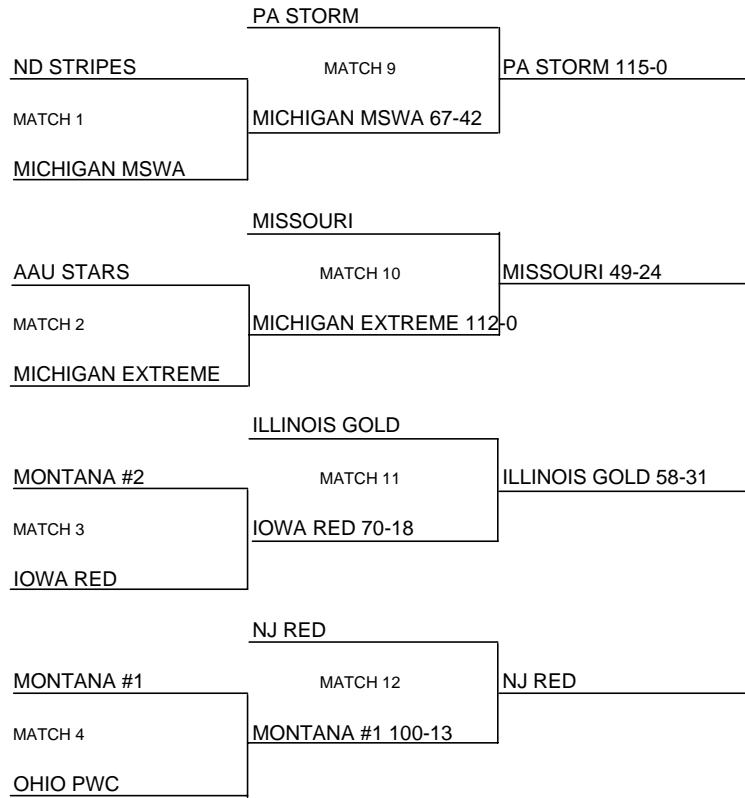 PA STORM
ND STRIPES
MATCH 9
PA STORM 115-0
MATCH 1
MICHIGAN MSWA 67-42
MICHIGAN MSWA
MISSOURI
AAU STARS
MATCH 10
MISSOURI 49-24
MATCH 2
MICHIGAN EXTREME 112-0
MICHIGAN EXTREME
ILLINOIS GOLD
MONTANA #2
MATCH 11
ILLINOIS GOLD 58-31
MATCH 3
IOWA RED 70-18
IOWA RED
NJ RED
MONTANA #1
MATCH 12
NJ RED
MATCH 4
MONTANA #1 100-13
OHIO PWC